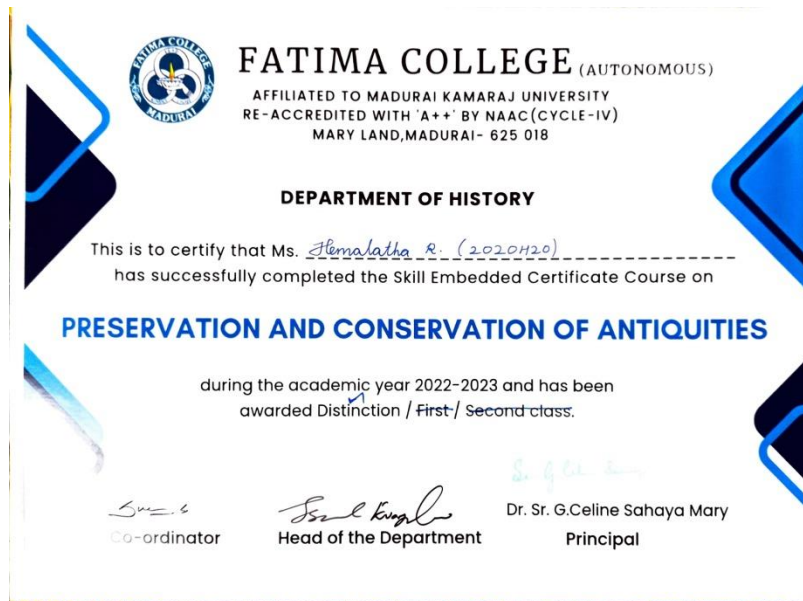 FATIMA COLLEGE
MADURAI
FATIMA COLLEGE (AUTONOMOUS)
AFFILIATED TO MADURAI KAMARAJ UNIVERSITY
RE-ACCREDITED WITH 'A++' BY NAAC(CYCLE-IV)
MARY LAND,MADURAI- 625 018
DEPARTMENT OF HISTORY
This is to certify that Ms. Hemalatha R. (2020H20)
has successfully completed the Skill Embedded Certificate Course on
PRESERVATION AND CONSERVATION OF ANTIQUITIES
during the academic year 2022-2023 and has been
awarded Distinction / First / Second class.
Dr. Sr. G.Celine Sahaya Mary
Co-ordinator Head of the Department Principal